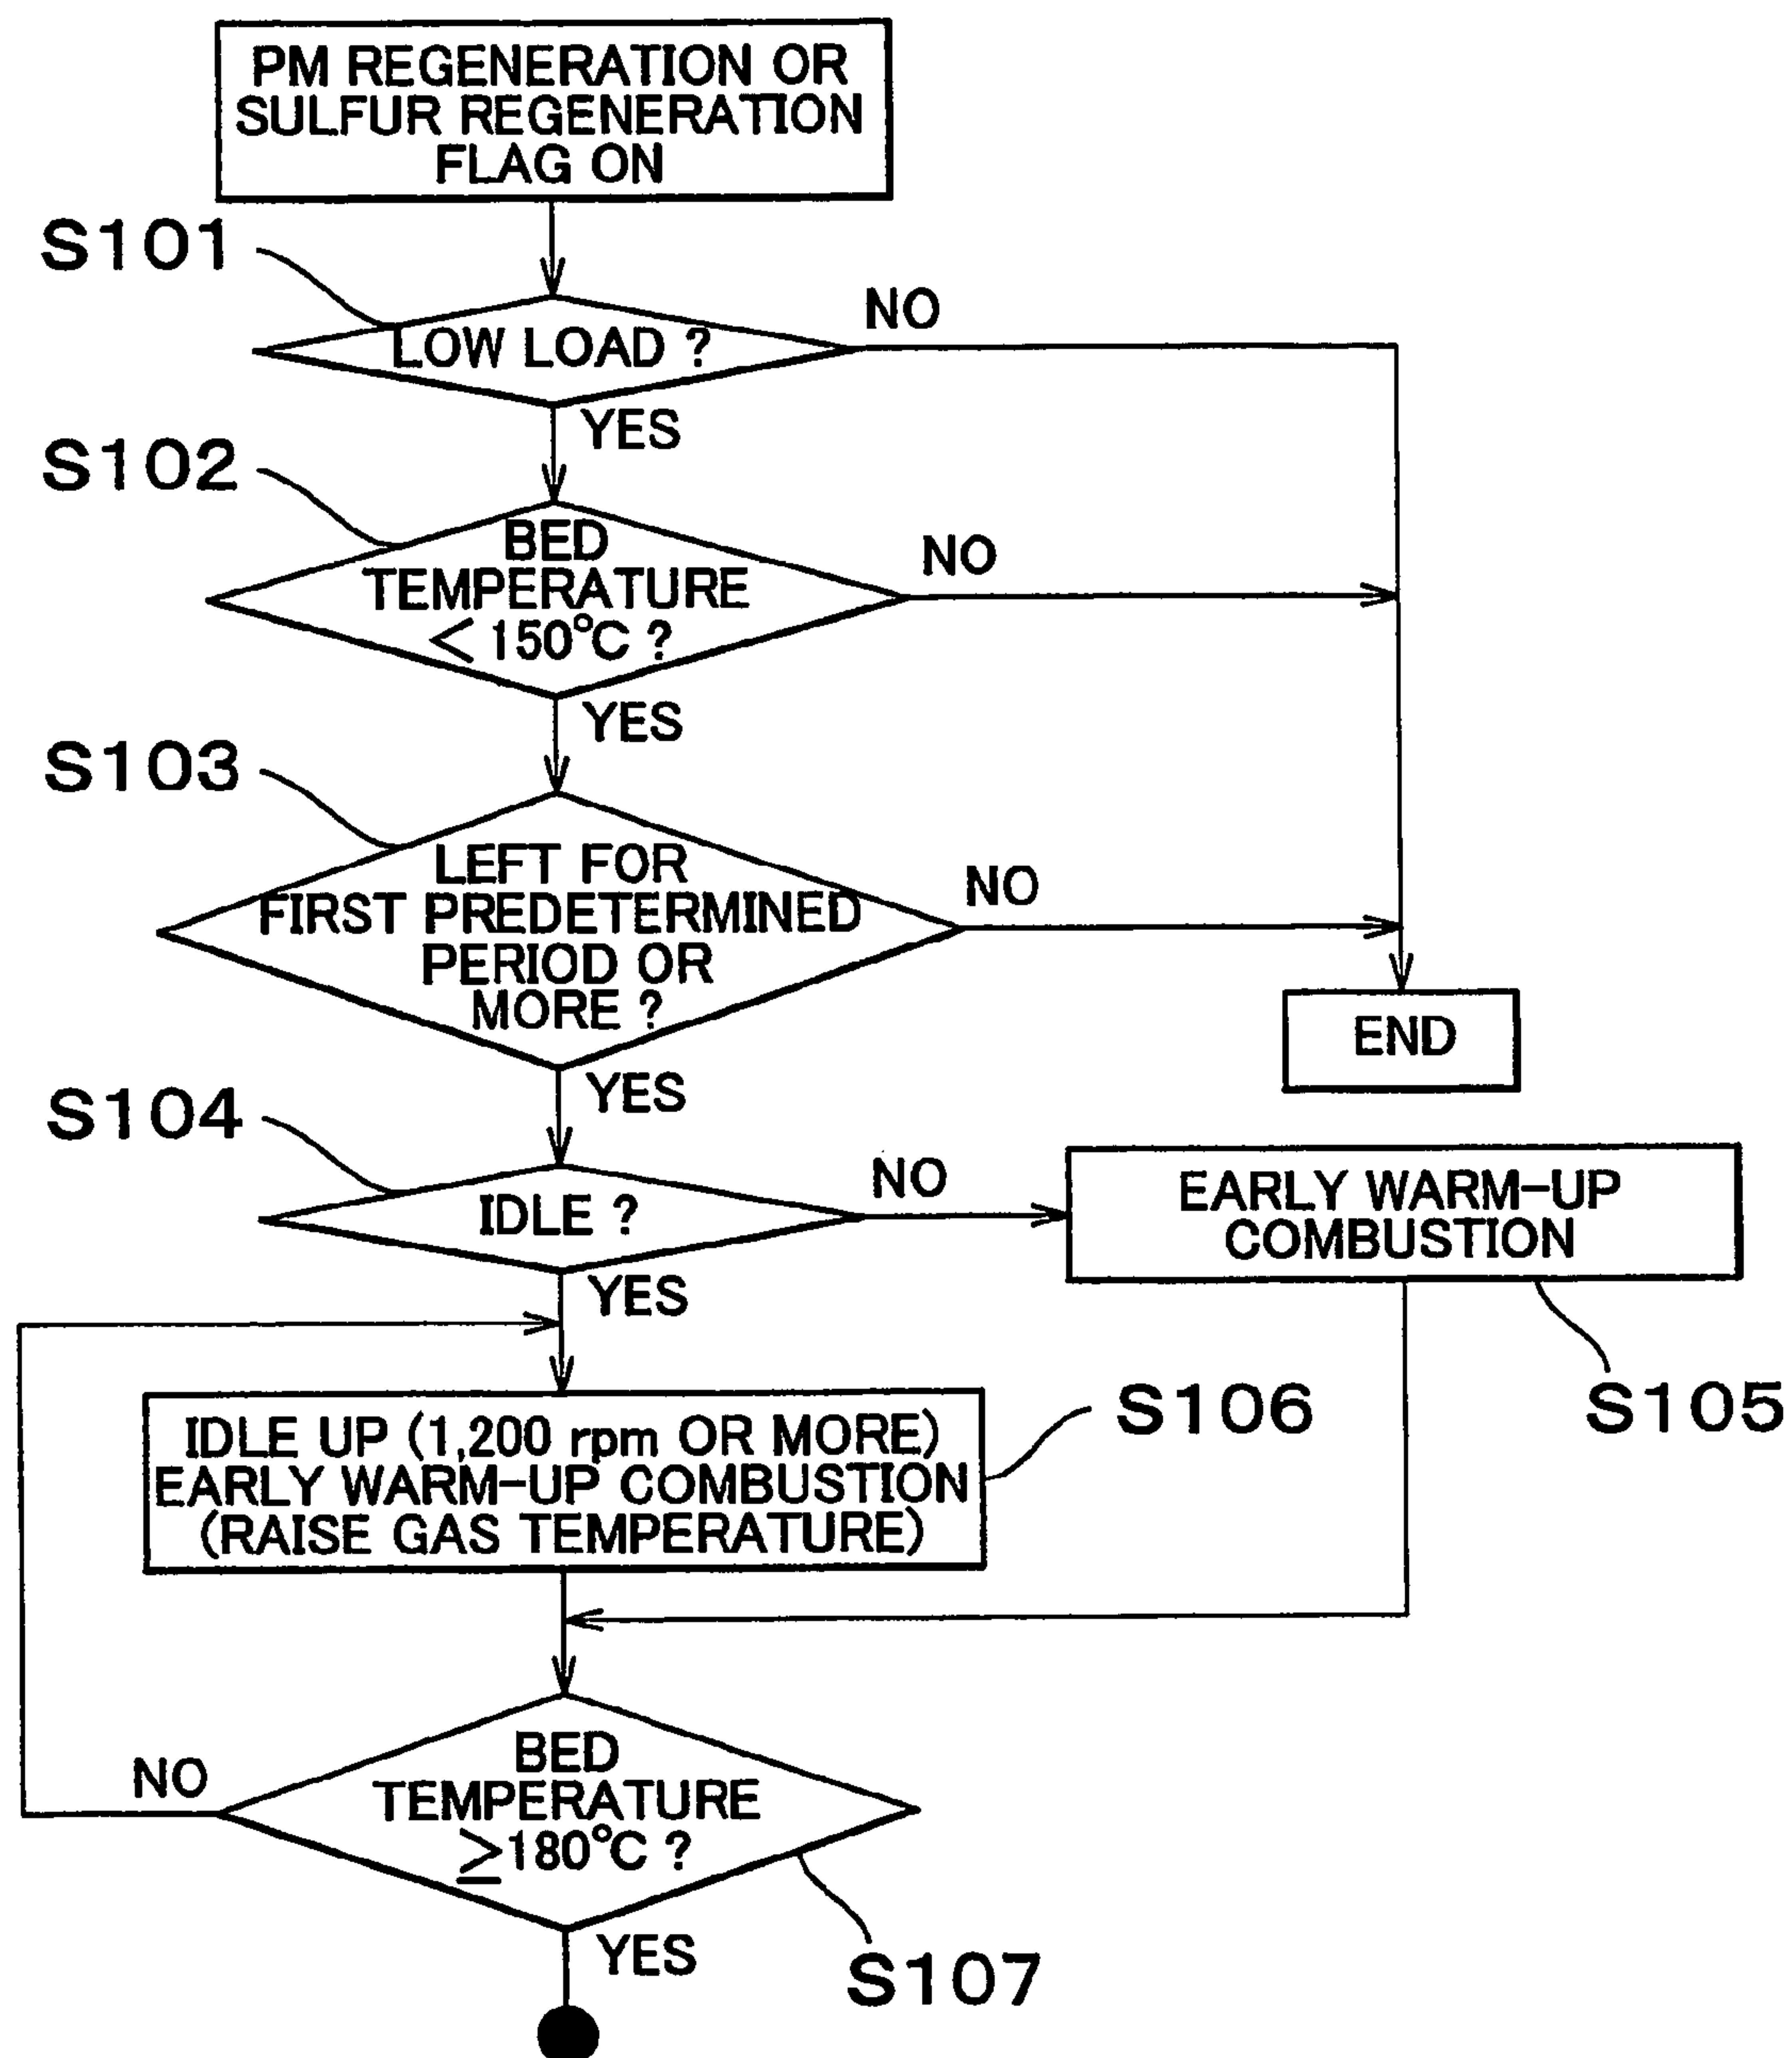 PM REGENERATION OR
SULFUR REGENERATION
FLAG ON
S101
LOW LOAD ?
NO
YES
S102
BED
TEMPERATURE
< 150°C ?
NO
YES
S103
LEFT FOR
FIRST PREDETERMINED
PERIOD OR
MORE ?
NO
END
YES
S104
IDLE ?
NO
EARLY WARM-UP
COMBUSTION
YES
S105
IDLE UP (1,200 rpm OR MORE)
EARLY WARM-UP COMBUSTION
(RAISE GAS TEMPERATURE)
S106
BED
TEMPERATURE
≥180°C ?
NO
YES
S107